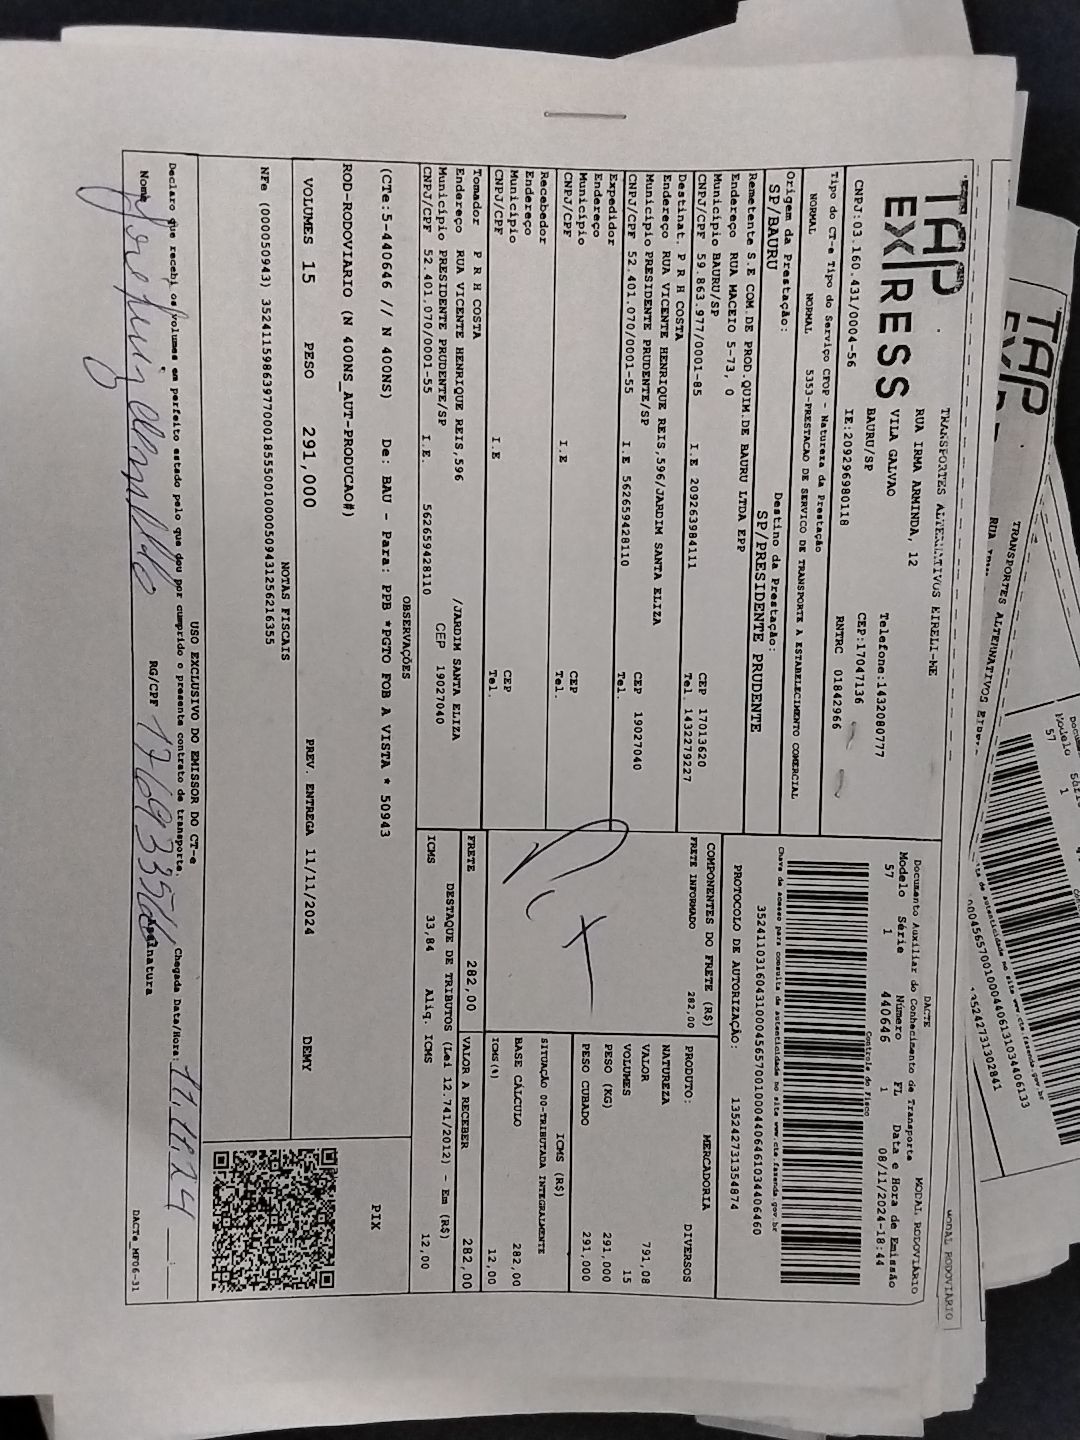 TAP
EXPRESS
TRANSPORTES ALTERNATIVOS EIRELI-ME
RUA IRMA ARMINDA, 12
VILA GALVAO
BAURU/SP
Telefone:1432080777
CEP:17047136
CNPJ:03.160.431/0004-56 IE:209296980118 RNTRC 01842966
Tipo do CT-e Tipo do Serviço CFOP - Natureza da Prestação
NORMAL NORMAL 5353-PRESTACAO DE SERVICO DE TRANSPORTE A ESTABELECIMENTO COMERCIAL
Origem da Prestação: Destino da Prestação:
SP/BAURU SP/PRESIDENTE PRUDENTE
Remetente S.E COM.DE PROD.QUIM.DE BAURU LTDA EPP
Endereço RUA MACEIO 5-73, 0
Município BAURU/SP CEP 17013620
CNPJ/CPF 59.863.977/0001-85 I.E 209263984111 Tel. 1432279227
Destinat. P R H COSTA
Endereço RUA VICENTE HENRIQUE REIS,596/JARDIM SANTA ELIZA
Município PRESIDENTE PRUDENTE/SP CEP 19027040
CNPJ/CPF 52.401.070/0001-55 I.E 562659428110 Tel.
Expedidor
Endereço
Município CEP
CNPJ/CPF I.E Tel.
Recebedor
Endereço
Município CEP
CNPJ/CPF I.E Tel.
Tomador P R H COSTA
Endereço RUA VICENTE HENRIQUE REIS,596 /JARDIM SANTA ELIZA
Município PRESIDENTE PRUDENTE/SP CEP 19027040
CNPJ/CPF 52.401.070/0001-55 I.E. 562659428110
OBSERVAÇÕES
(CTe:5-440646 // N 400NS) De: BAU - Para: PPB *PGTO FOB A VISTA * 50943
ROD-RODOVIARIO (N 400NS_AUT-PRODUCAO#)
VOLUMES 15 PESO 291,000 PREV. ENTREGA 11/11/2024 DEMY
NOTAS FISCAIS
NFe (000050943) 35241159863977000185550010000509431256216355
USO EXCLUSIVO DO EMISSOR DO CT-e
Declaro que recebi os volumes em perfeito estado pelo que dou por cumprido o presente contrato de transporte. Chegada Data/Hora: 11.11.24
Nome RG/CPF Assinatura
DACTE MODAL RODOVIÁRIO
Documento Auxiliar do Conhecimento de Transporte
Modelo Série Número FL Data e Hora de Emissão
57 1 440646 1 08/11/2024-18:44
Controle do Fisco
Chave de acesso para consulta de autenticidade no site www.cte.fazenda.gov.br
35241103160431000456570010004406461034406460
PROTOCOLO DE AUTORIZAÇÃO: 135242731354874
COMPONENTES DO FRETE (R$)
FRETE INFORMADO 282,00
Pix
MERCADORIA
PRODUTO: DIVERSOS
NATUREZA
VALOR 791,08
VOLUMES 15
PESO (KG) 291,000
PESO CUBADO 291,000
ICMS (R$)
SITUAÇÃO 00-TRIBUTADA INTEGRALMENTE
BASE CÁLCULO 282,00
ICMS(%) 12,00
FRETE 282,00 VALOR A RECEBER 282,00
DESTAQUE DE TRIBUTOS (Lei 12.741/2012) - Em (R$)
ICMS 33,84 Alíq. ICMS 12,00
PIX
DACTe_MF06-31
TAP
TRANSPORTES ALTERNATIVOS
RUA
MODAL RODOVIÁRIO
Modelo
57 1